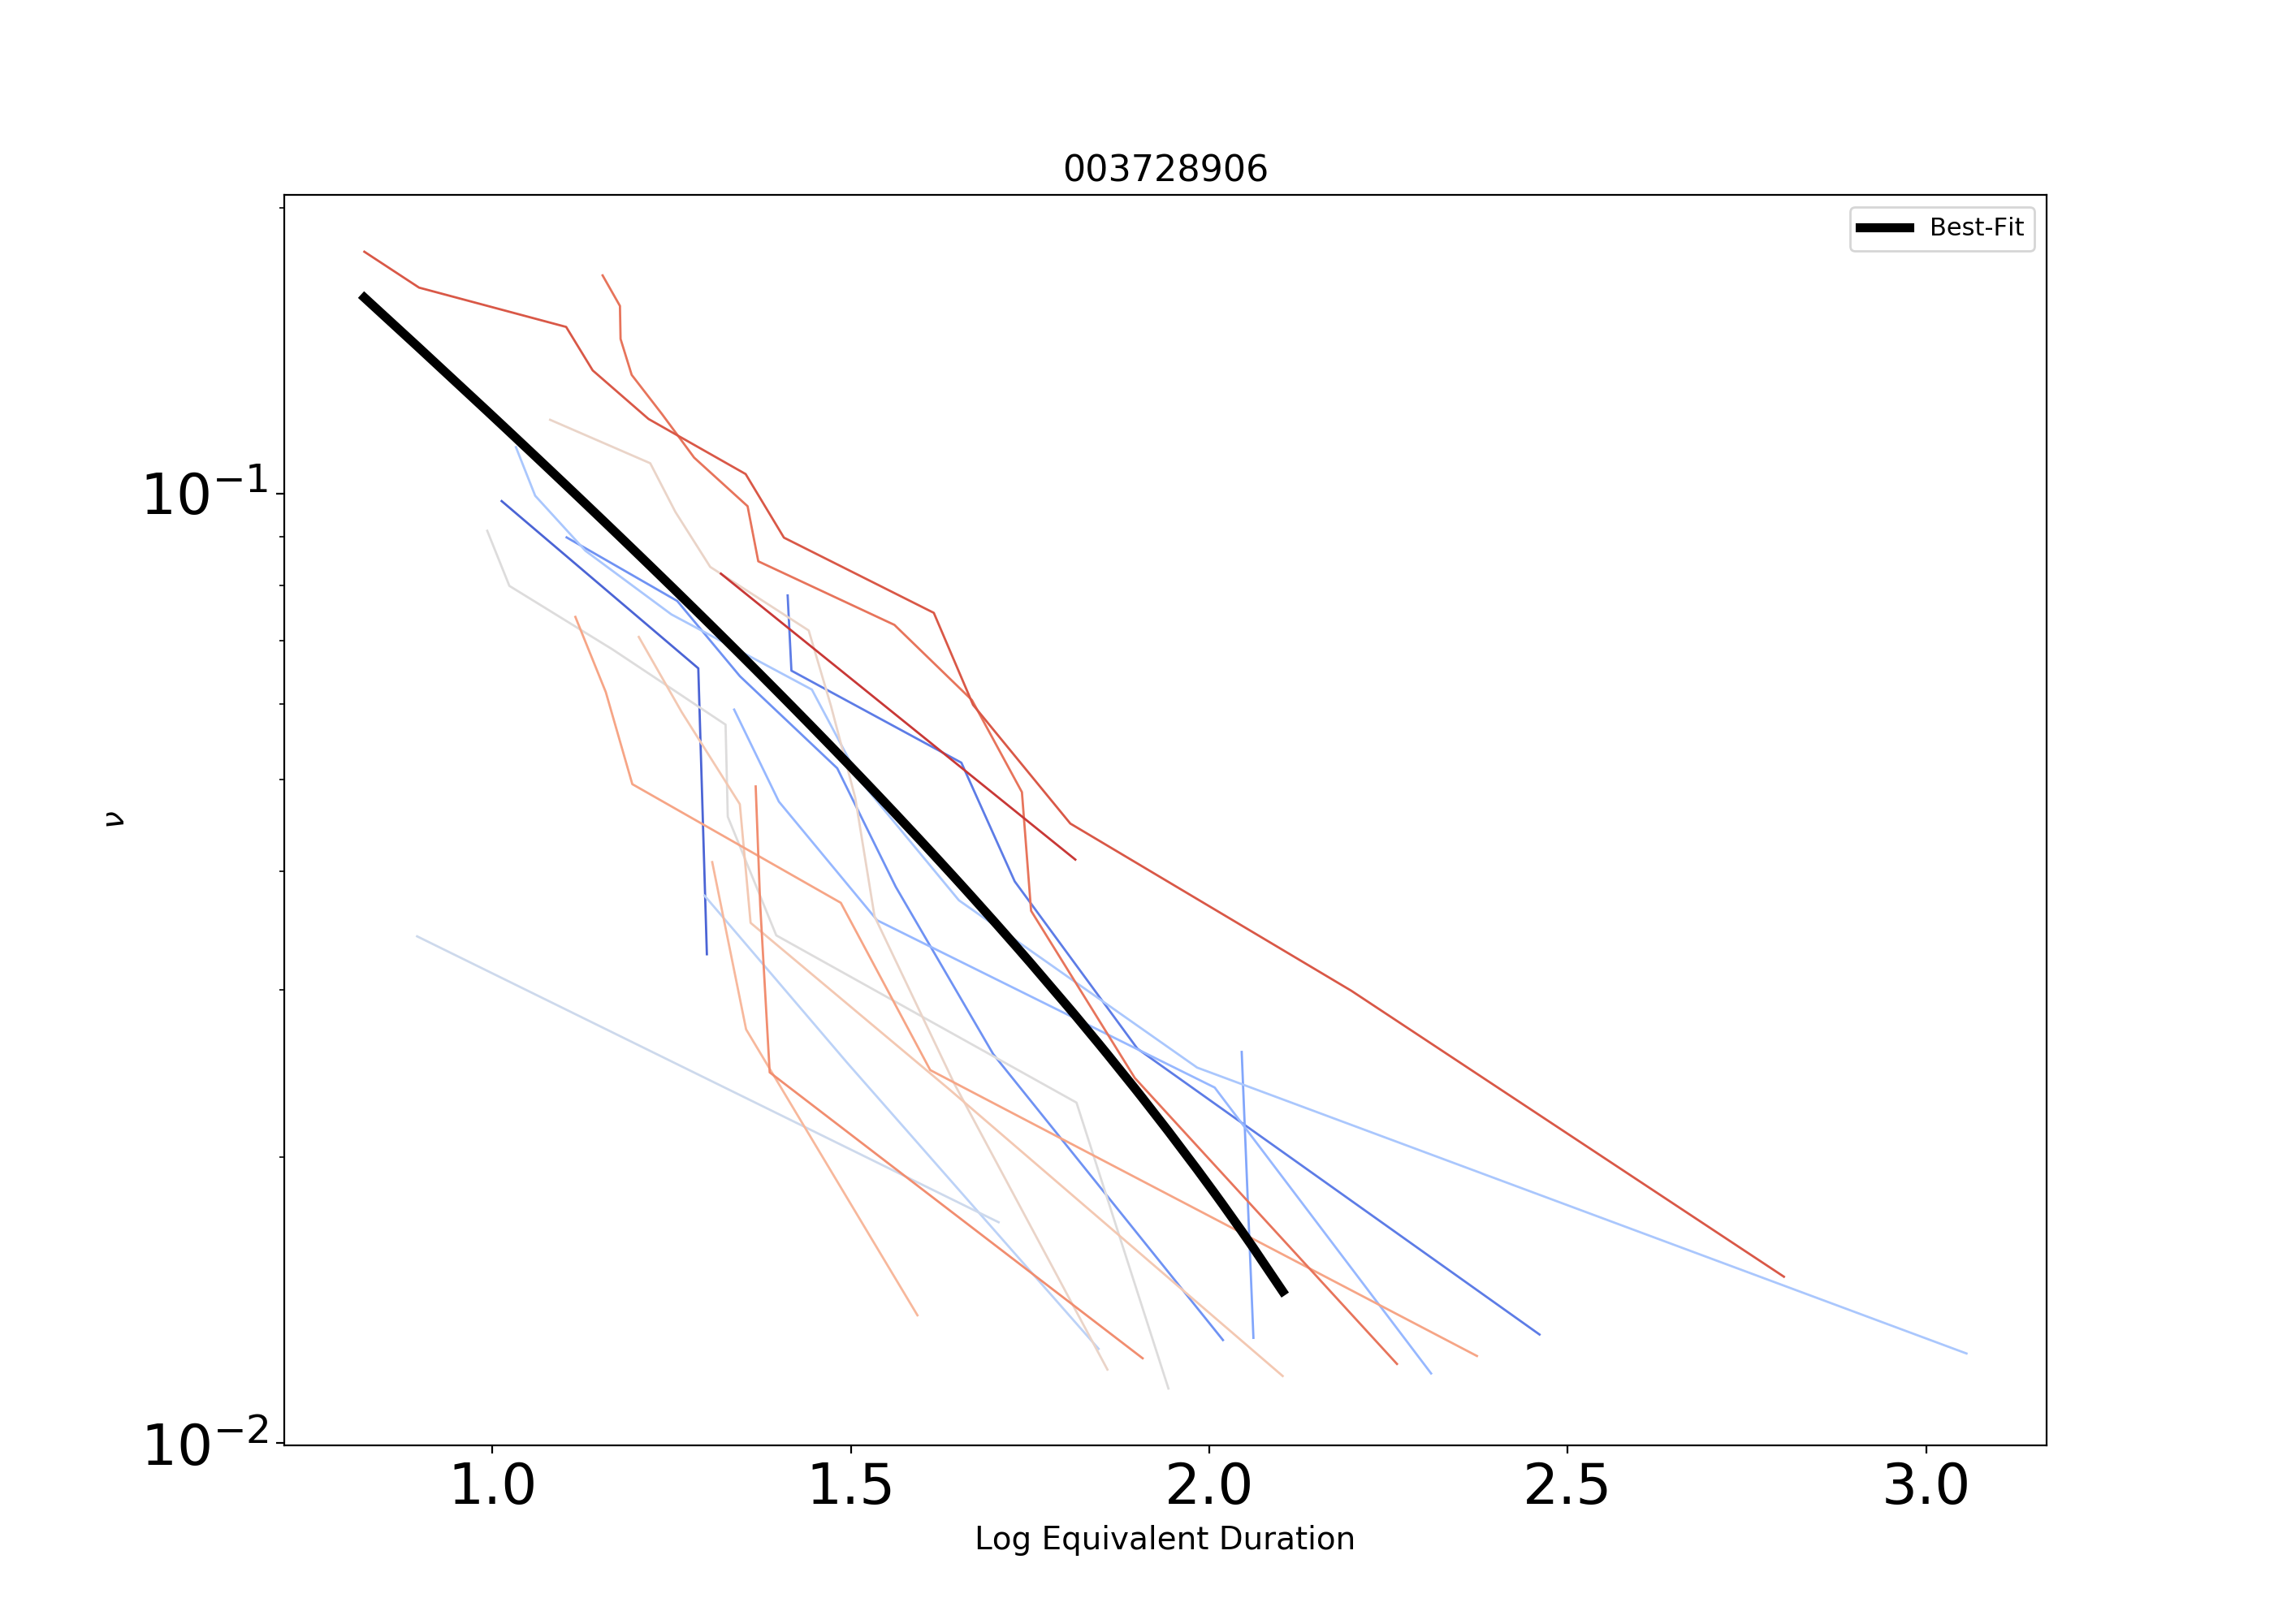 003728906
Best-Fit
10⁻¹
ν
10⁻²
1.0 1.5 2.0 2.5 3.0
Log Equivalent Duration